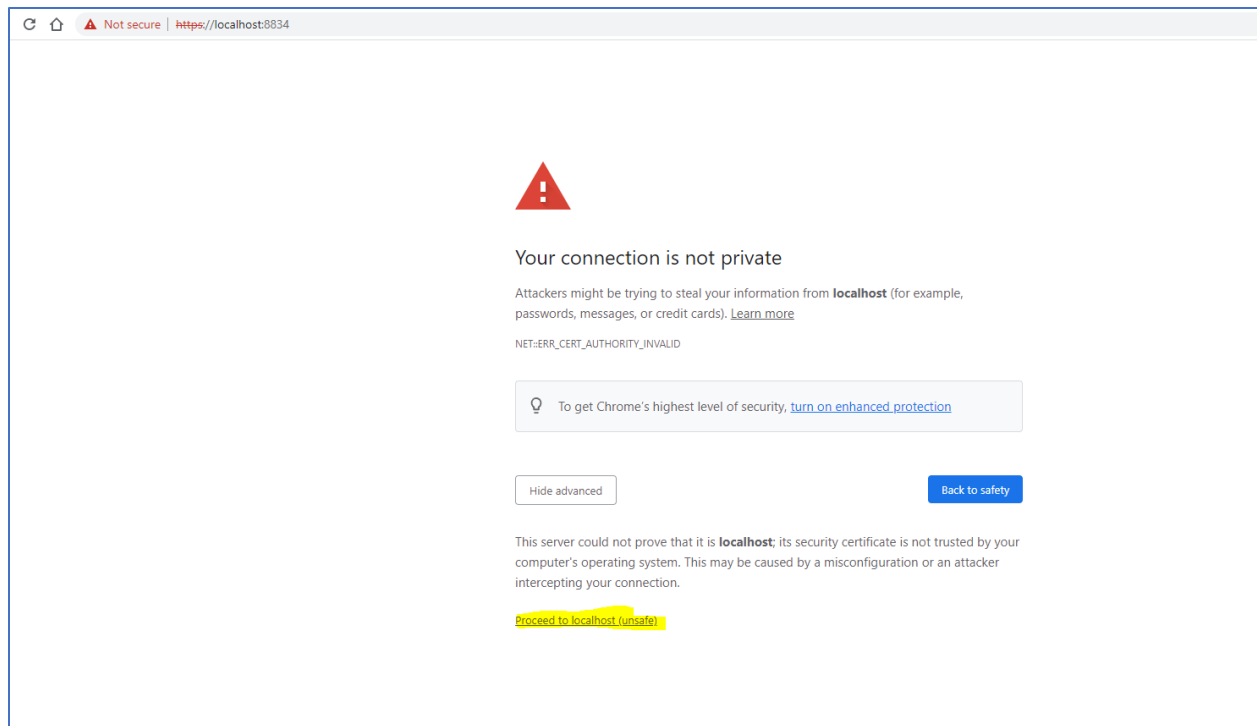 Not secure | https://localhost:8834
Your connection is not private
Attackers might be trying to steal your information from localhost (for example,
passwords, messages, or credit cards). Learn more
NET::ERR_CERT_AUTHORITY_INVALID
To get Chrome's highest level of security, turn on enhanced protection
Hide advanced
Back to safety
This server could not prove that it is localhost; its security certificate is not trusted by your
computer's operating system. This may be caused by a misconfiguration or an attacker
intercepting your connection.
Proceed to localhost (unsafe)